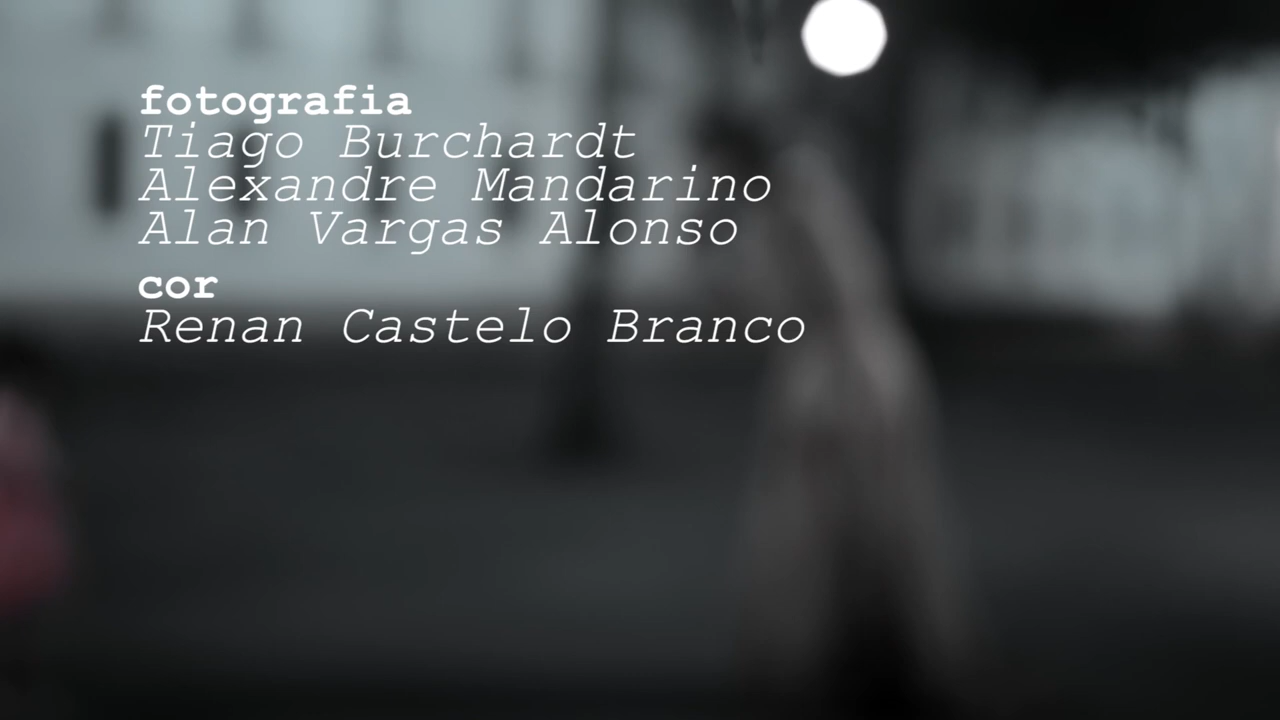 fotografia
Tiago Burchardt
Alexandre Mandarino
Alan Vargas Alonso
cor
Renan Castelo Branco